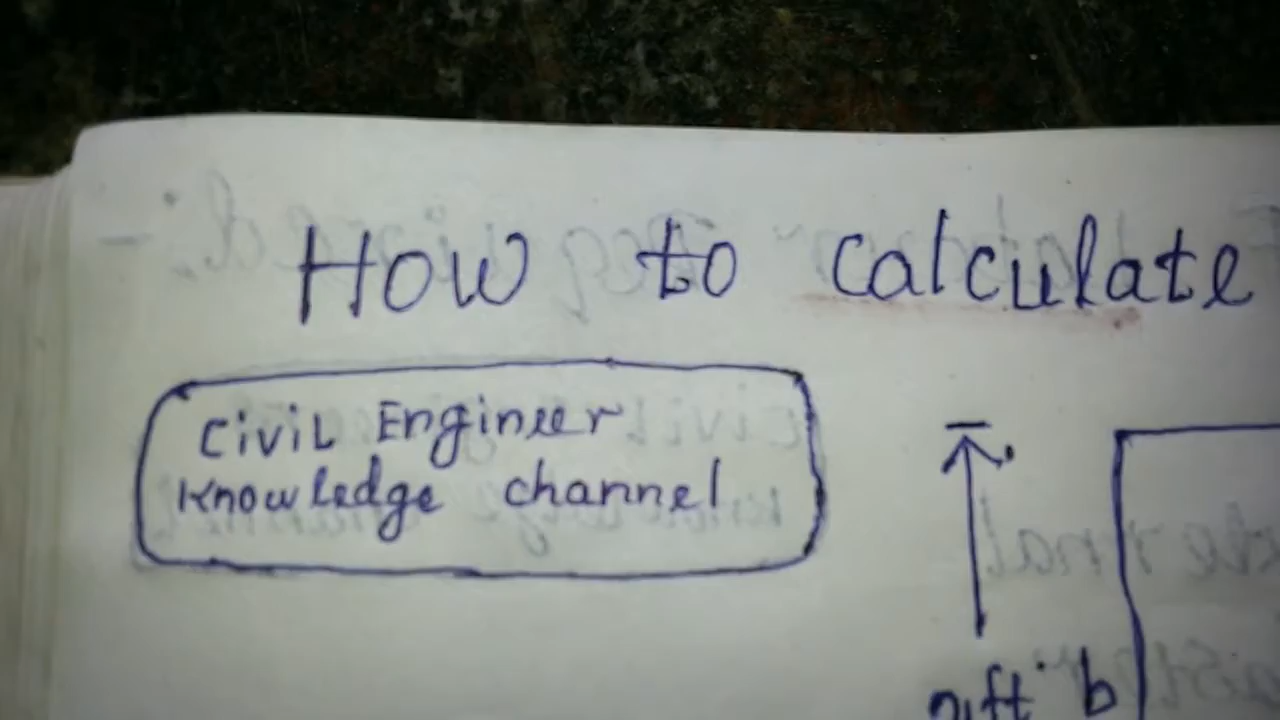 How to calculate
Civil Engineer
Knowledge channel